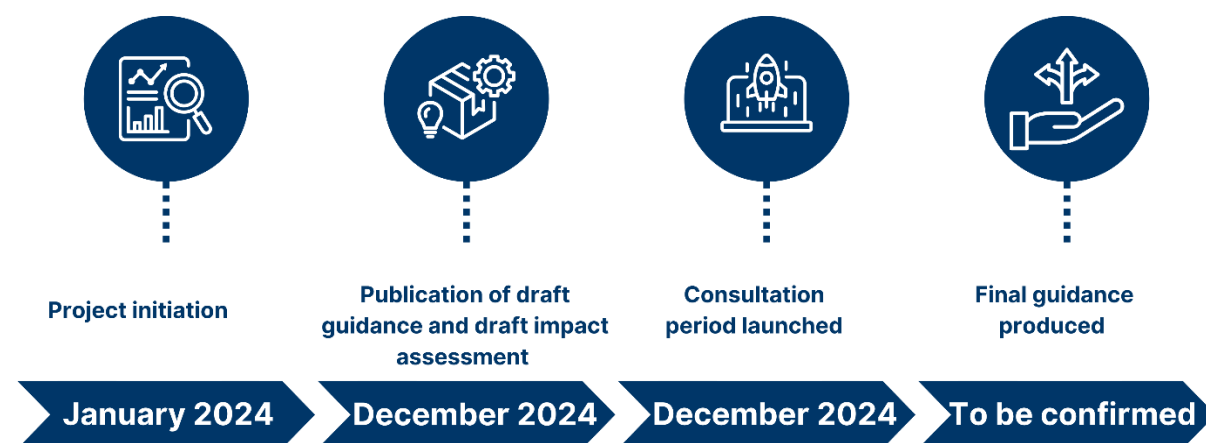 Project initiation
Publication of draft
guidance and draft impact
assessment
Consultation
period launched
Final guidance
produced
January 2024
December 2024
December 2024
To be confirmed